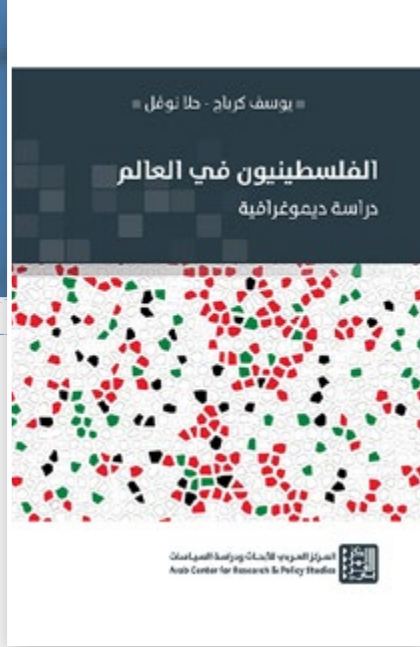 يوسف كرباج - حلا نوفل
الفلسطينيون في العالم
دراسة ديموغرافية
المركز العربي للأبحاث ودراسة السياسات
Arab Center for Research & Policy Studies